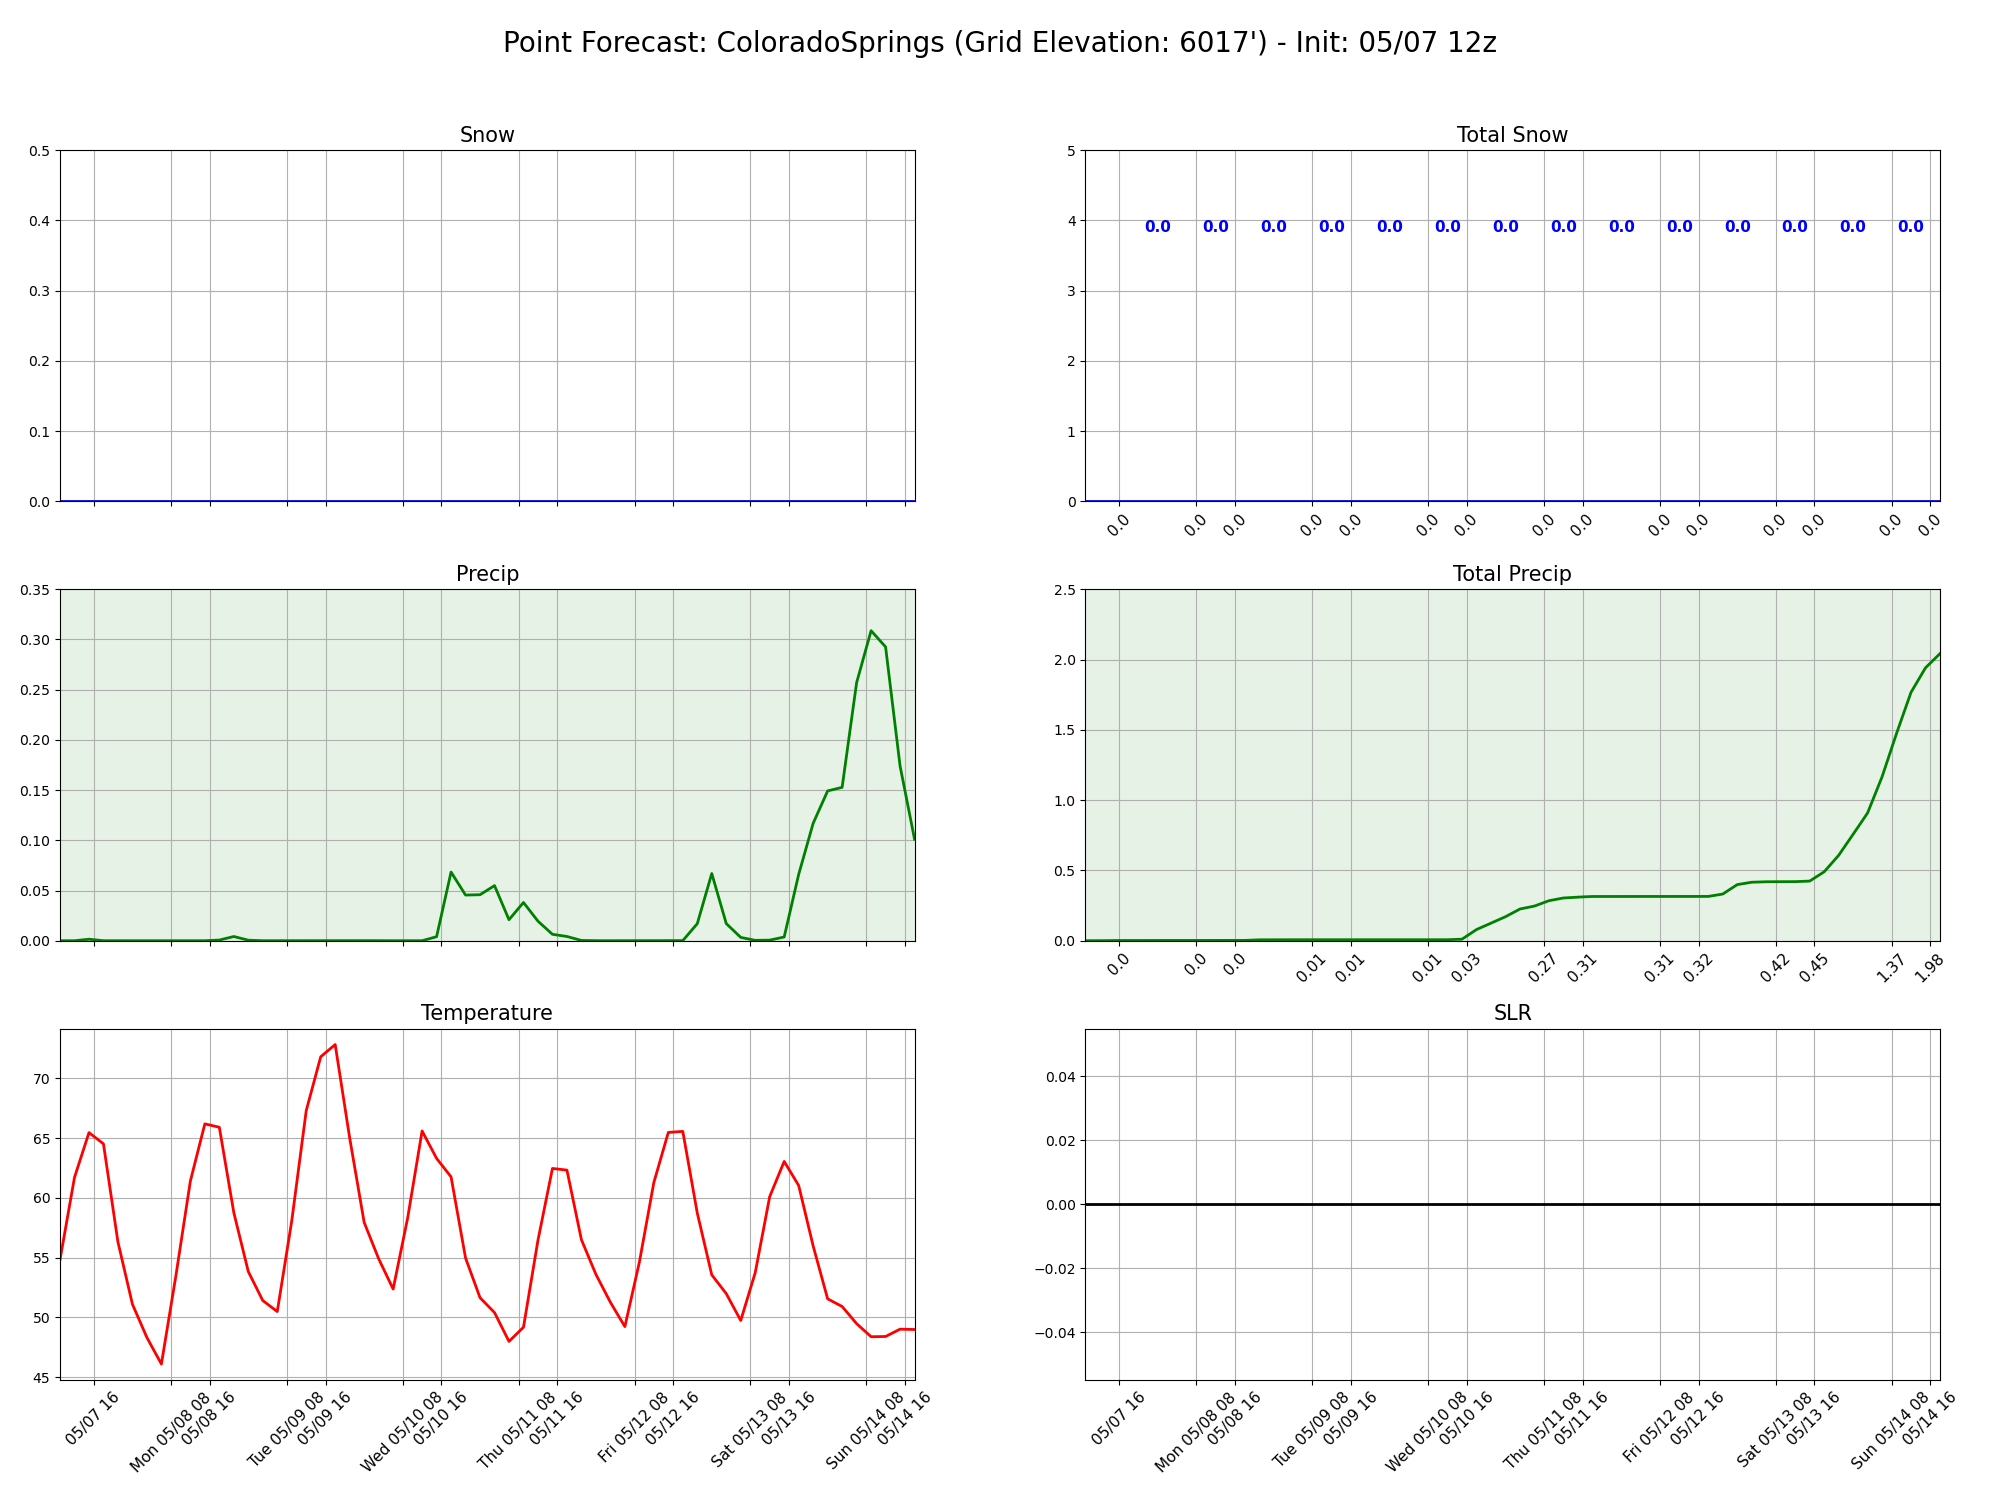 Point Forecast: ColoradoSprings (Grid Elevation: 6017') - Init: 05/07 12z
Snow
0.5
0.4
0.3
0.2
0.1
0.0
Total Snow
5
4
3
2
1
0
0.0 0.0 0.0 0.0 0.0 0.0 0.0 0.0 0.0 0.0 0.0 0.0 0.0 0.0
0.0 0.0 0.0 0.0 0.0 0.0 0.0 0.0 0.0 0.0 0.0 0.0 0.0 0.0 0.0
Precip
0.35
0.30
0.25
0.20
0.15
0.10
0.05
0.00
Total Precip
2.5
2.0
1.5
1.0
0.5
0.0
0.0 0.0 0.0 0.01 0.01 0.01 0.03 0.27 0.31 0.31 0.32 0.42 0.45 1.37 1.98
Temperature
70
65
60
55
50
45
05/07 16
Mon 05/08 08
05/08 16
Tue 05/09 08
05/09 16
Wed 05/10 08
05/10 16
Thu 05/11 08
05/11 16
Fri 05/12 08
05/12 16
Sat 05/13 08
05/13 16
Sun 05/14 08
05/14 16
SLR
0.04
0.02
0.00
−0.02
−0.04
05/07 16
Mon 05/08 08
05/08 16
Tue 05/09 08
05/09 16
Wed 05/10 08
05/10 16
Thu 05/11 08
05/11 16
Fri 05/12 08
05/12 16
Sat 05/13 08
05/13 16
Sun 05/14 08
05/14 16